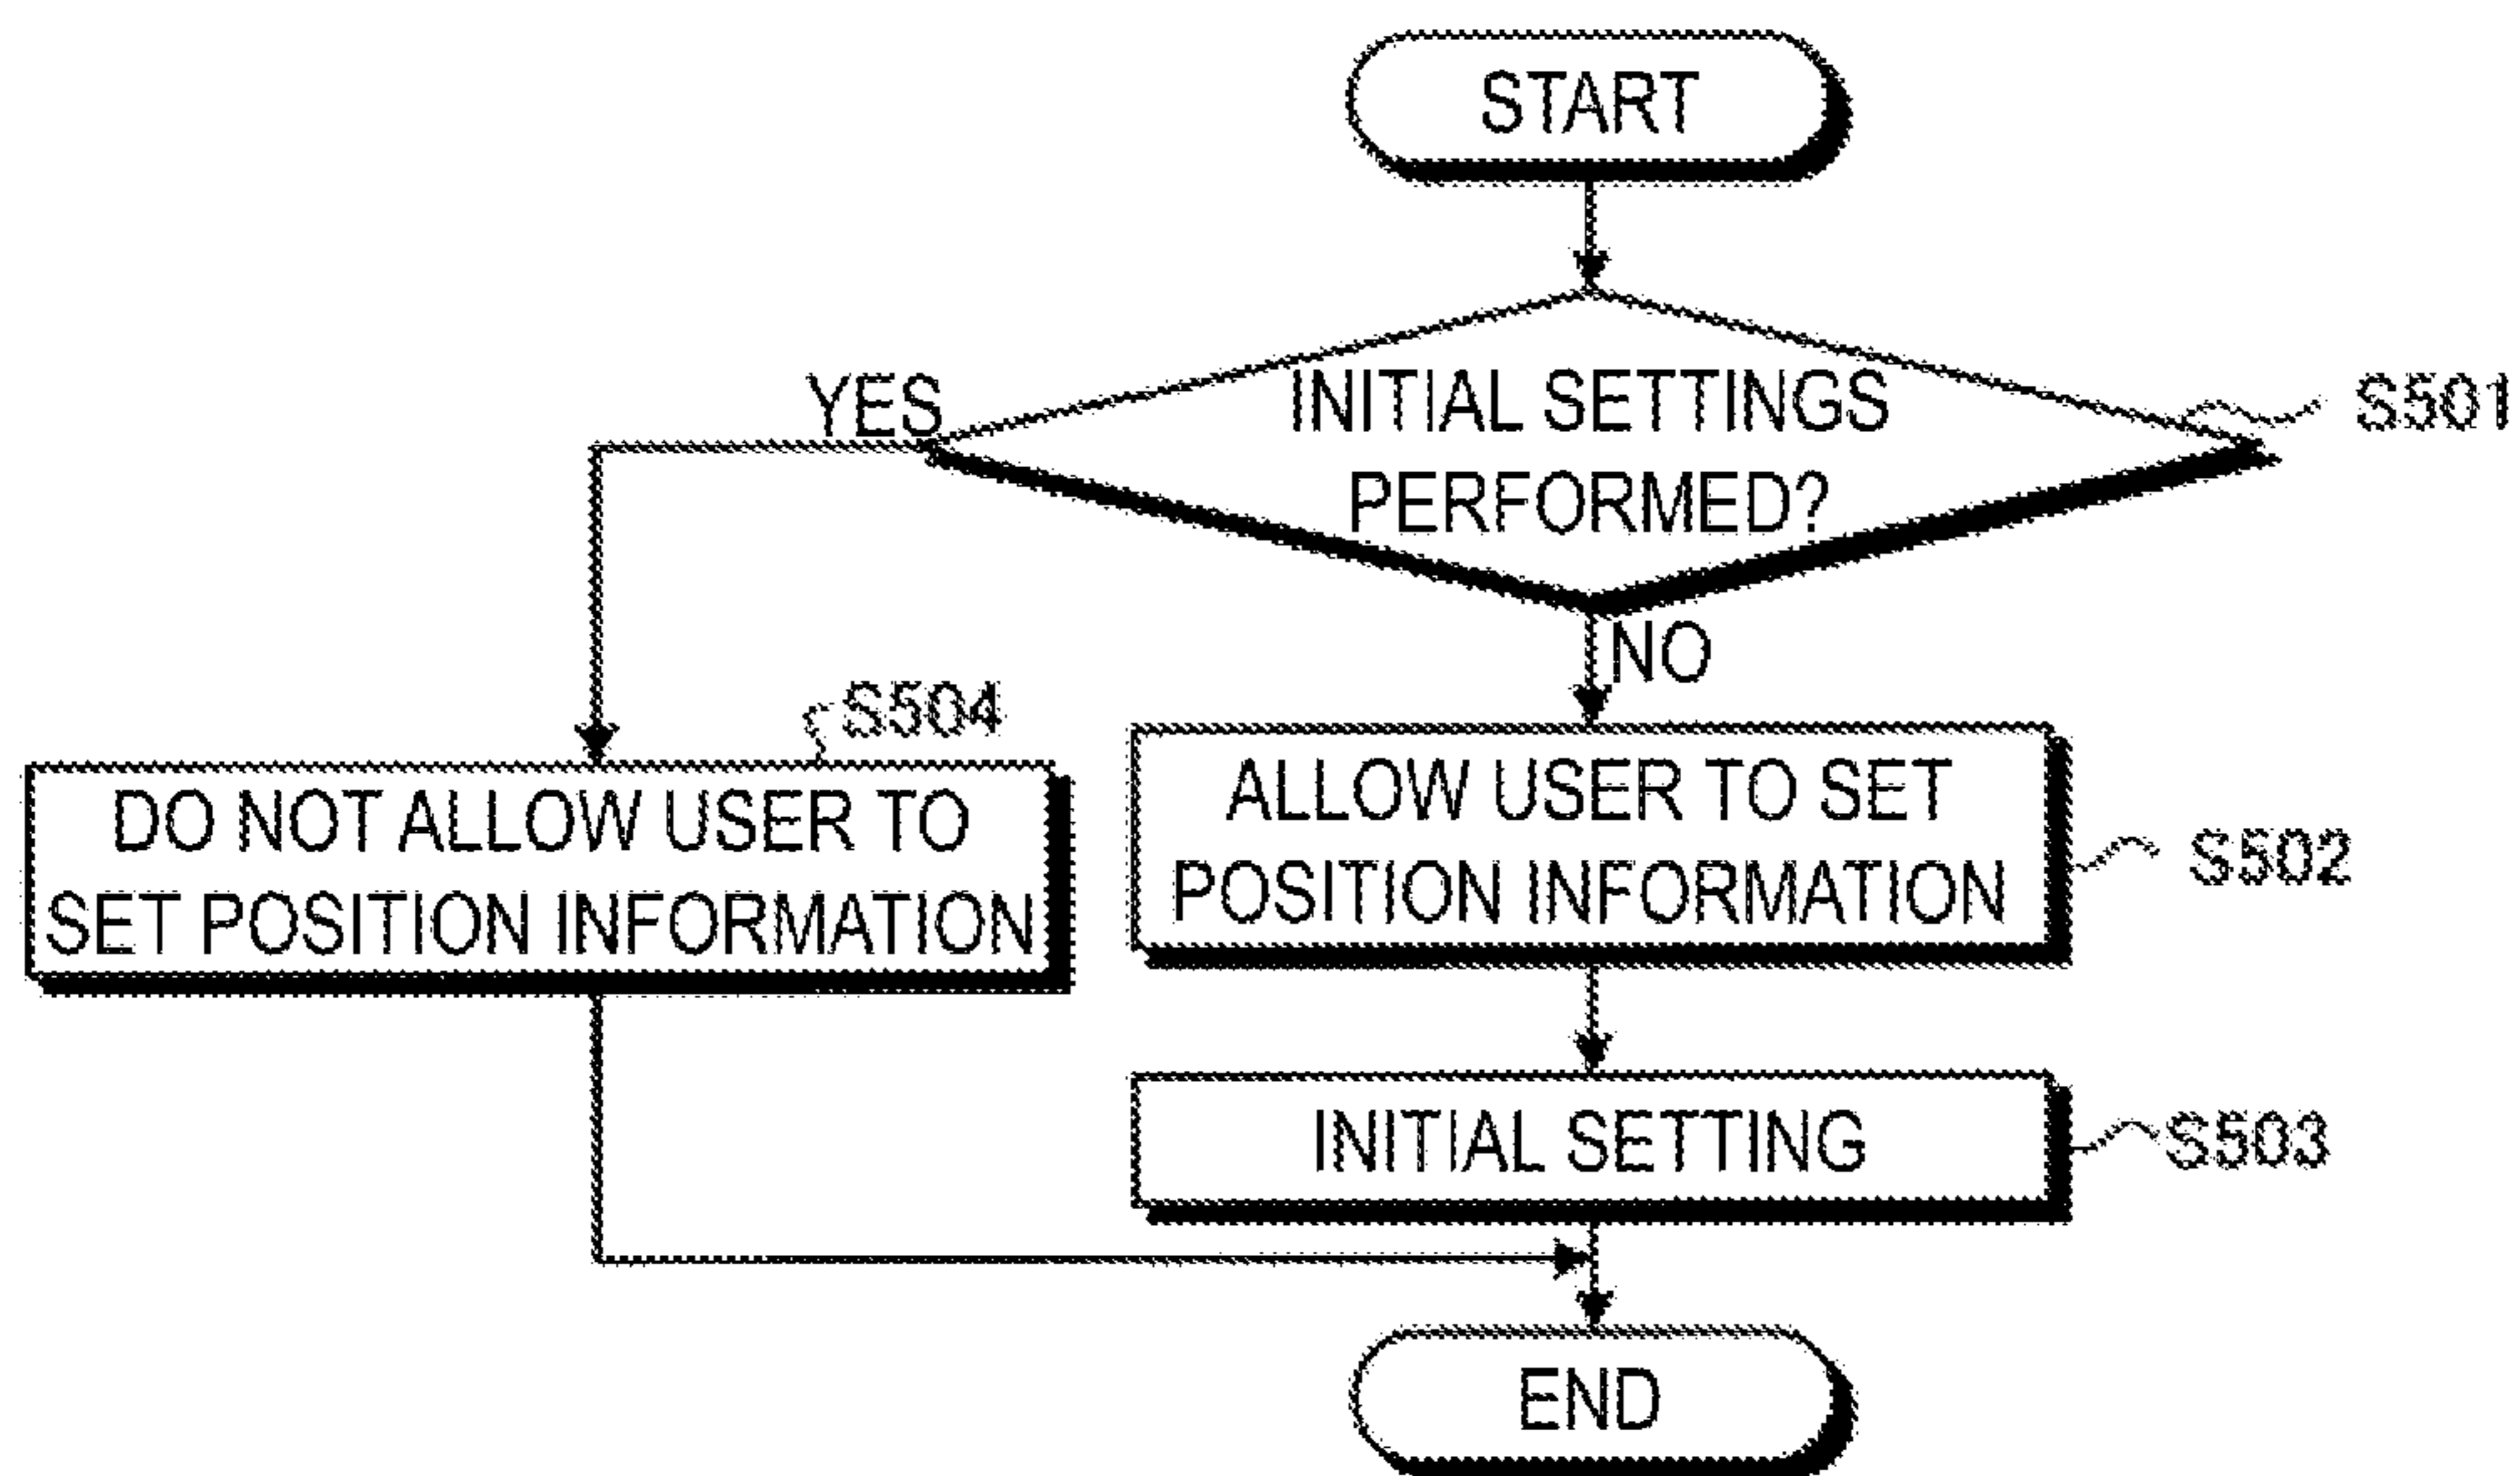 START
INITIAL SETTINGS
PERFORMED?
S501
YES
NO
S504
DO NOT ALLOW USER TO
SET POSITION INFORMATION
ALLOW USER TO SET
POSITION INFORMATION
S502
INITIAL SETTING
S503
END